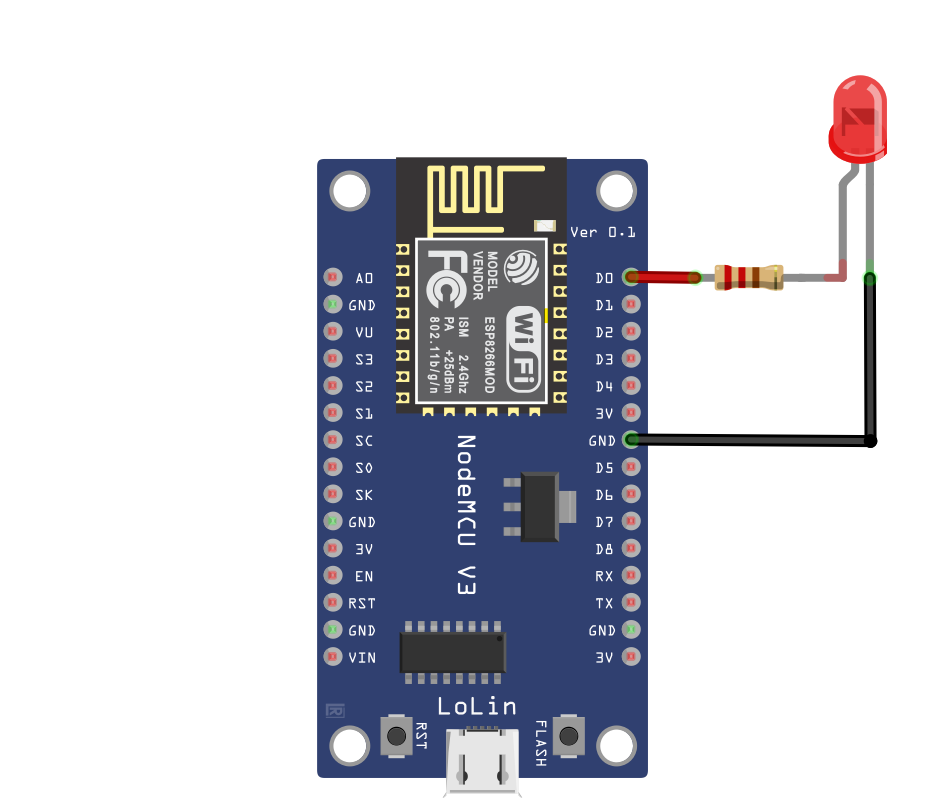 Ver 0.1
FC
MODEL
VENDOR
WiFi
ISM 2.4Ghz
PA +25dBm
802.11b/g/n
ESP8266MOD
A0
GND
VU
S3
S2
S1
SC
S0
SK
GND
3V
EN
RST
GND
VIN
D0
D1
D2
D3
D4
3V
GND
D5
D6
D7
D8
RX
TX
GND
3V
NodeMCU V3
LoLin
RST
FLASH